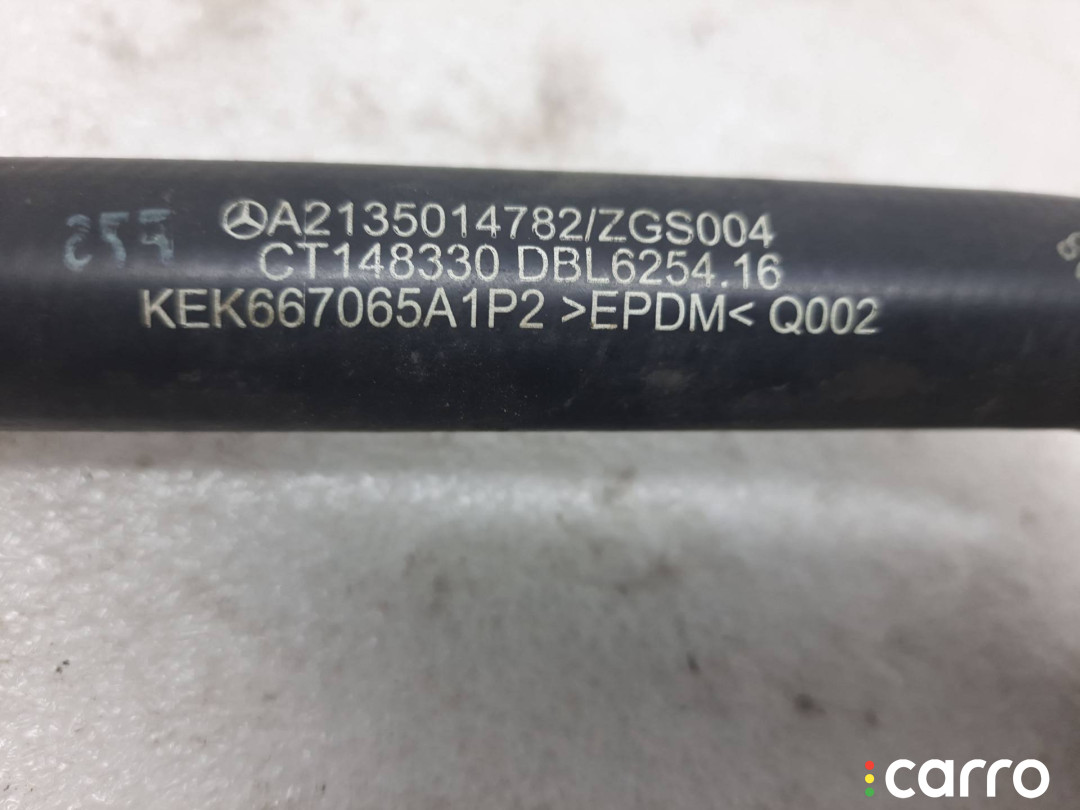 A2135014782/ZGS004
CT148330 DBL6254.16
KEK667065A1P2 >EPDM< Q002
carro